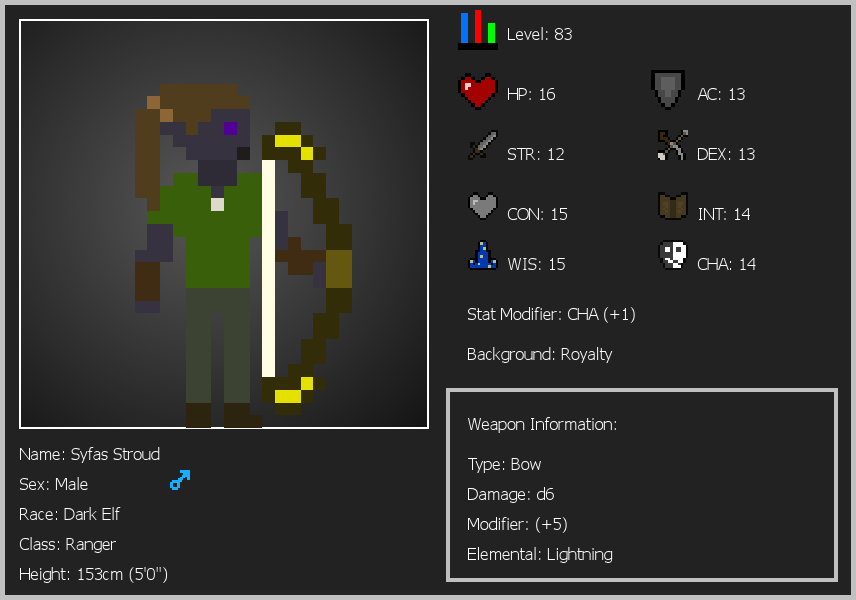 Level: 83
HP: 16
AC: 13
STR: 12
DEX: 13
CON: 15
INT: 14
WIS: 15
CHA: 14
Stat Modifier: CHA (+1)
Background: Royalty
Weapon Information:
Type: Bow
Damage: d6
Modifier: (+5)
Elemental: Lightning
Name: Syfas Stroud
Sex: Male
Race: Dark Elf
Class: Ranger
Height: 153cm (5'0")